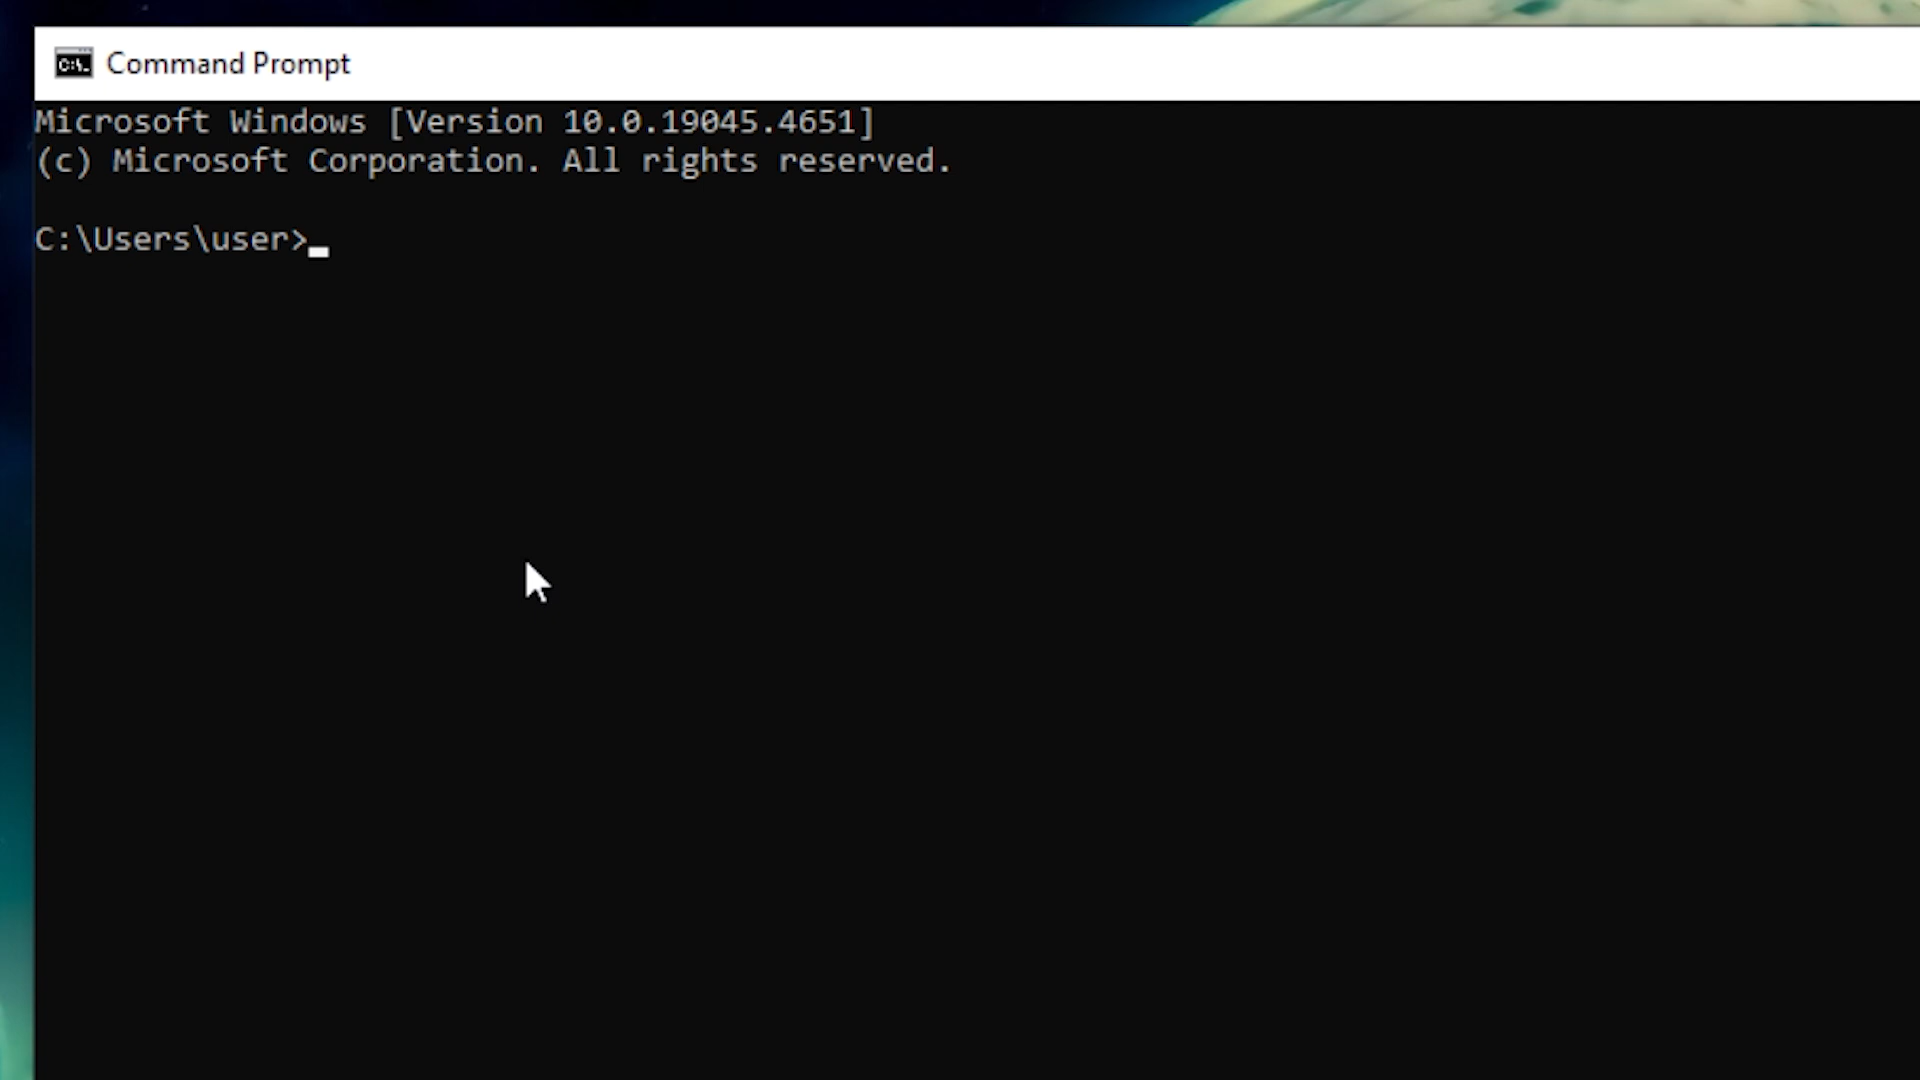 Command Prompt
Microsoft Windows [Version 10.0.19045.4651]
(c) Microsoft Corporation. All rights reserved.
C:\Users\user>